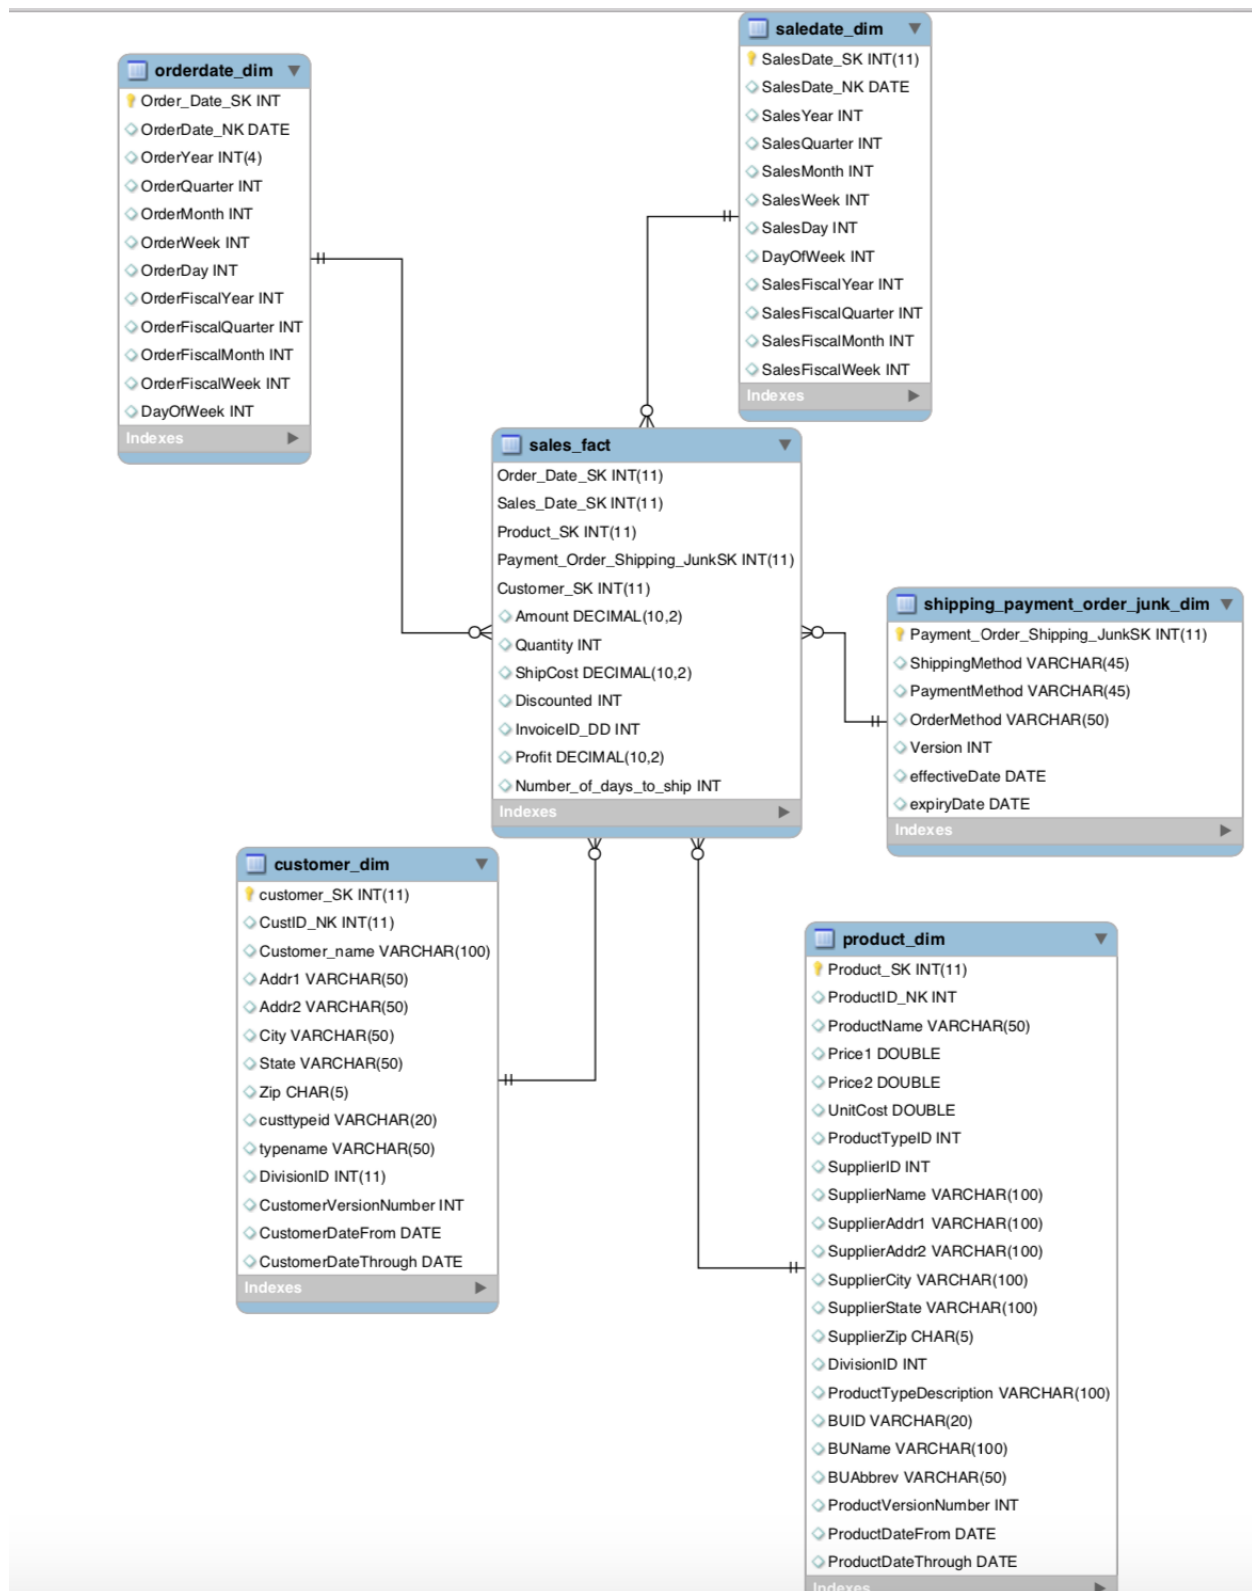 orderdate_dim
Order_Date_SK INT
OrderDate_NK DATE
OrderYear INT(4)
OrderQuarter INT
OrderMonth INT
OrderWeek INT
OrderDay INT
OrderFiscalYear INT
OrderFiscalQuarter INT
OrderFiscalMonth INT
OrderFiscalWeek INT
DayOfWeek INT
Indexes
saledate_dim
SalesDate_SK INT(11)
SalesDate_NK DATE
SalesYear INT
SalesQuarter INT
SalesMonth INT
SalesWeek INT
SalesDay INT
DayOfWeek INT
SalesFiscalYear INT
SalesFiscalQuarter INT
SalesFiscalMonth INT
SalesFiscalWeek INT
Indexes
sales_fact
Order_Date_SK INT(11)
Sales_Date_SK INT(11)
Product_SK INT(11)
Payment_Order_Shipping_JunkSK INT(11)
Customer_SK INT(11)
Amount DECIMAL(10,2)
Quantity INT
ShipCost DECIMAL(10,2)
Discounted INT
InvoiceID_DD INT
Profit DECIMAL(10,2)
Number_of_days_to_ship INT
Indexes
shipping_payment_order_junk_dim
Payment_Order_Shipping_JunkSK INT(11)
ShippingMethod VARCHAR(45)
PaymentMethod VARCHAR(45)
OrderMethod VARCHAR(50)
Version INT
effectiveDate DATE
expiryDate DATE
Indexes
customer_dim
customer_SK INT(11)
CustID_NK INT(11)
Customer_name VARCHAR(100)
Addr1 VARCHAR(50)
Addr2 VARCHAR(50)
City VARCHAR(50)
State VARCHAR(50)
Zip CHAR(5)
custtypeid VARCHAR(20)
typename VARCHAR(50)
DivisionID INT(11)
CustomerVersionNumber INT
CustomerDateFrom DATE
CustomerDateThrough DATE
Indexes
product_dim
Product_SK INT(11)
ProductID_NK INT
ProductName VARCHAR(50)
Price1 DOUBLE
Price2 DOUBLE
UnitCost DOUBLE
ProductTypeID INT
SupplierID INT
SupplierName VARCHAR(100)
SupplierAddr1 VARCHAR(100)
SupplierAddr2 VARCHAR(100)
SupplierCity VARCHAR(100)
SupplierState VARCHAR(100)
SupplierZip CHAR(5)
DivisionID INT
ProductTypeDescription VARCHAR(100)
BUID VARCHAR(20)
BUName VARCHAR(100)
BUAbbrev VARCHAR(50)
ProductVersionNumber INT
ProductDateFrom DATE
ProductDateThrough DATE
Indexes